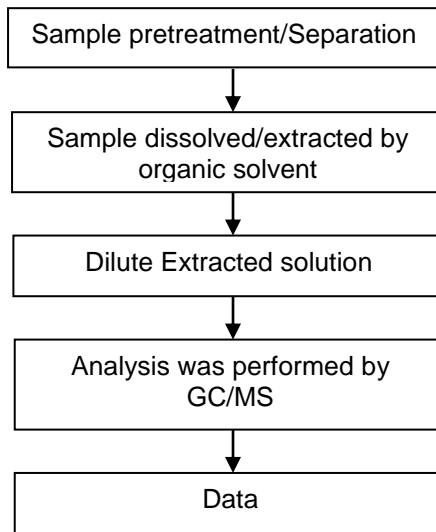 Sample pretreatment/Separation
Sample dissolved/extracted by
organic solvent
Dilute Extracted solution
Analysis was performed by
GC/MS
Data